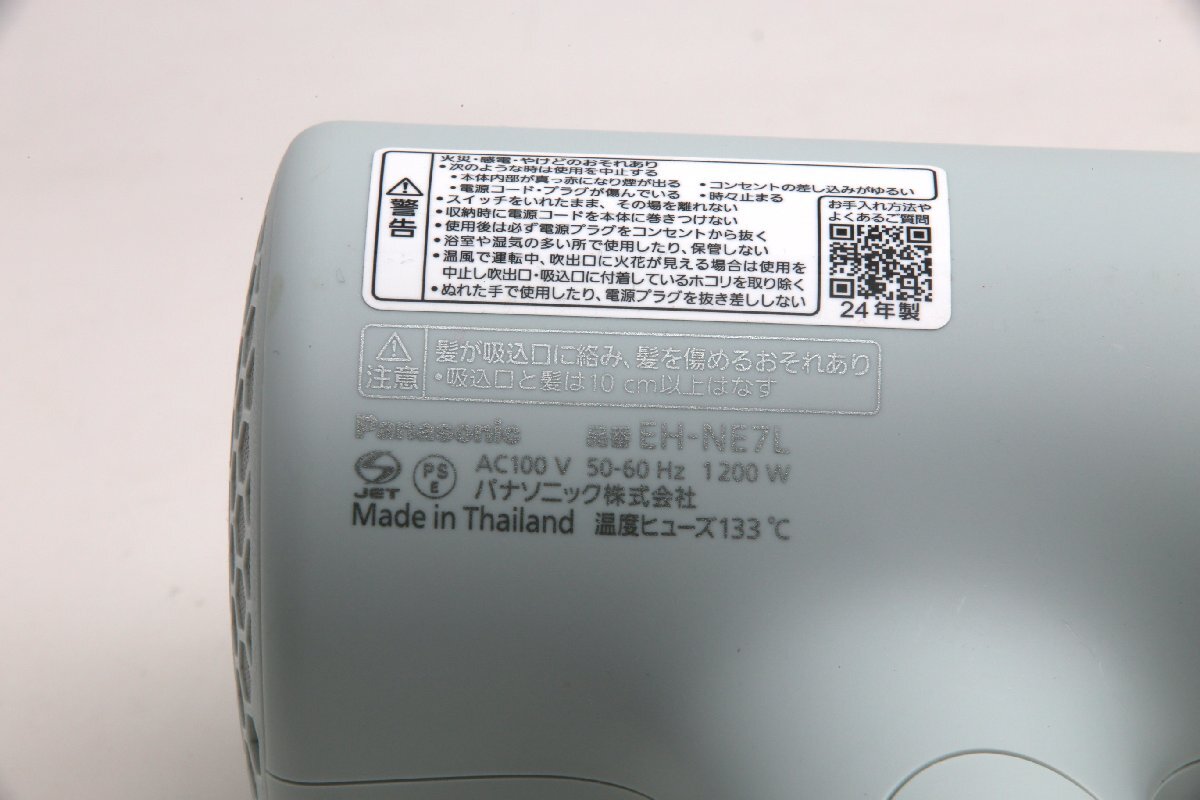 警告
火災・感電・やけどのおそれあり
・次のような時は使用を中止する
・本体内部が真っ赤になり煙が出る ・コンセントの差し込みがゆるい
・電源コード・プラグが傷んでいる ・時々止まる
・スイッチをいれたまま、その場を離れない
・収納時に電源コードを本体に巻きつけない
・使用後は必ず電源プラグをコンセントから抜く
・浴室や湿気の多い所で使用したり、保管しない
・温風で運転中、吹出口に火花が見える場合は使用を
中止し吹出口・吸込口に付着しているホコリを取り除く
・ぬれた手で使用したり、電源プラグを抜き差ししない
お手入れ方法や
よくあるご質問
24年製
注意
髪が吸込口に絡み、髪を傷めるおそれあり
・吸込口と髪は10 cm以上はなす
Panasonic 品番 EH-NE7L
JET PS E AC100 V 50-60 Hz 1200 W
パナソニック株式会社
Made in Thailand 温度ヒューズ133 ℃